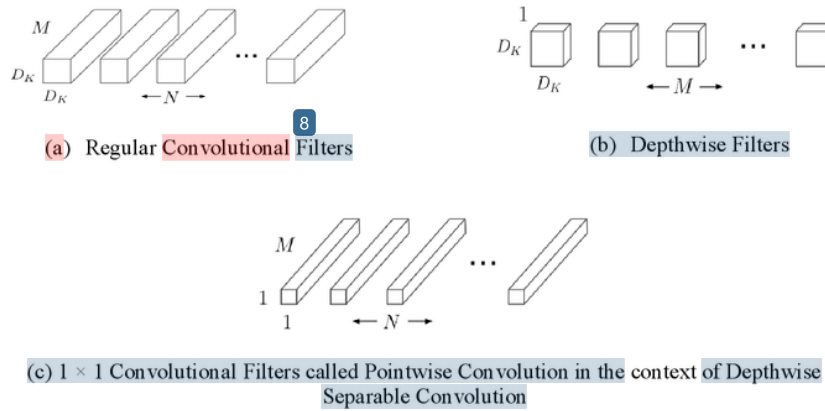 M
D_K
D_K
← N →
...
8
(a) Regular Convolutional Filters
1
D_K
D_K
← M →
...
(b) Depthwise Filters
M
1
1
← N →
...
(c) 1 × 1 Convolutional Filters called Pointwise Convolution in the context of Depthwise
Separable Convolution